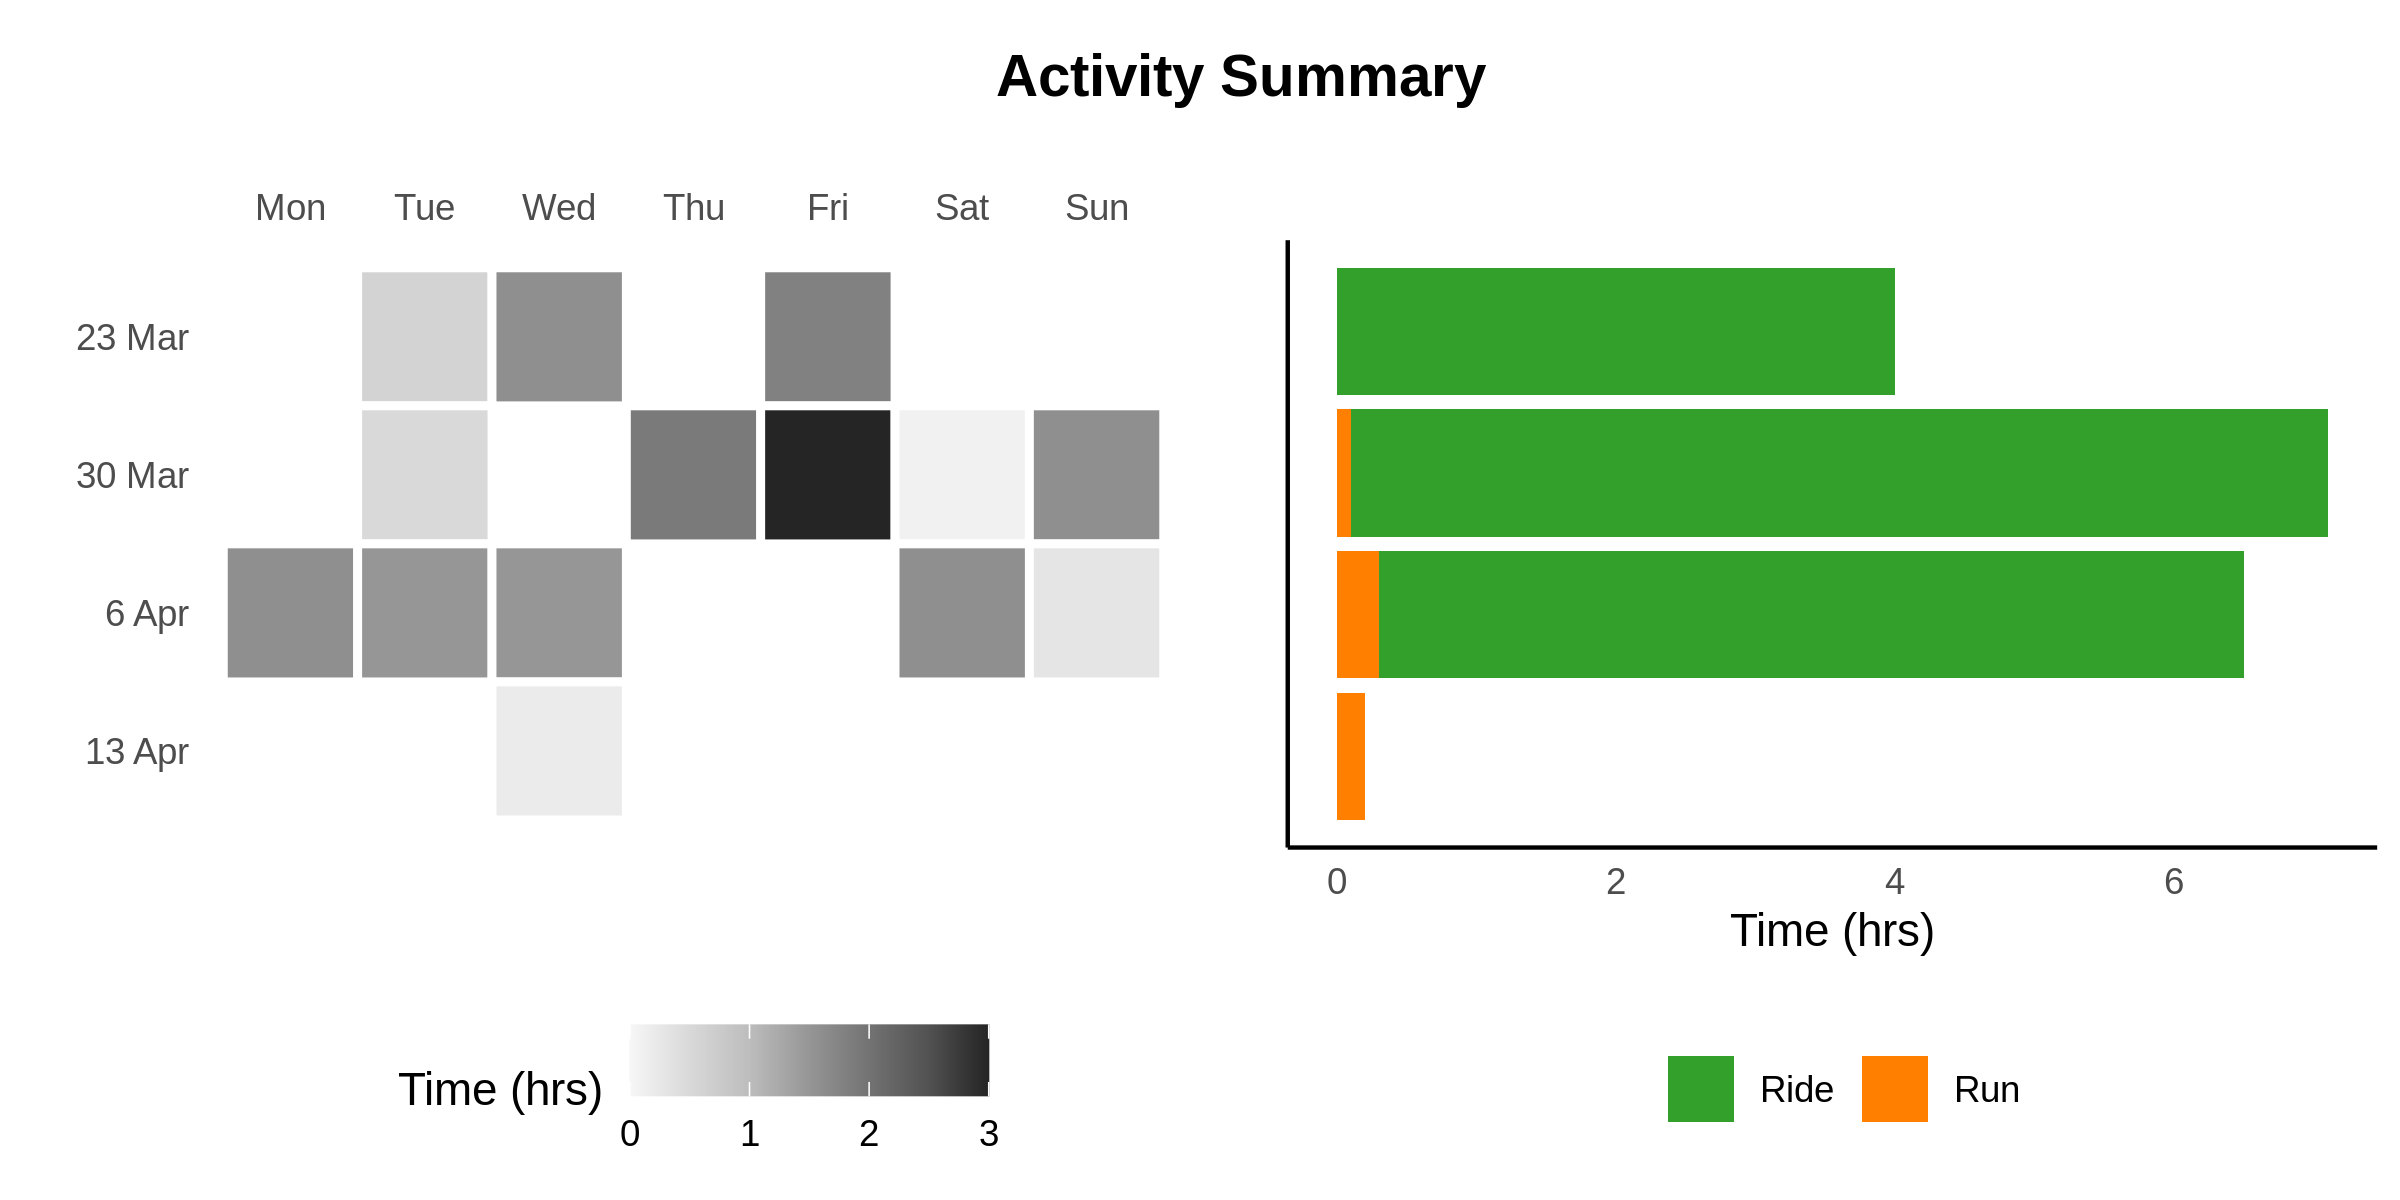 Activity Summary
Mon Tue Wed Thu Fri Sat Sun
23 Mar
30 Mar
6 Apr
13 Apr
0 2 4 6
Time (hrs)
Time (hrs)
0 1 2 3
Ride Run